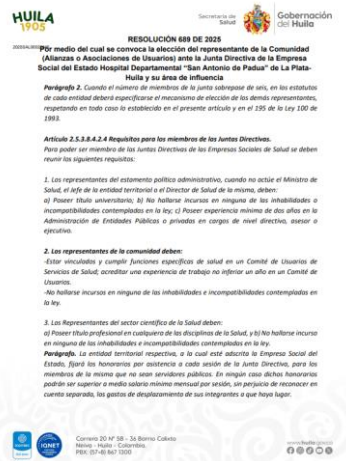 HUILA
1905
Secretaría de
Salud
Gobernación
del Huila
RESOLUCIÓN 689 DE 2025
Por medio del cual se convoca la elección del representante de la Comunidad
(Alianzas o Asociaciones de Usuarios) ante la Junta Directiva de la Empresa
Social del Estado Hospital Departamental "San Antonio de Padua" de La Plata-
Huila y su área de influencia
Parágrafo 2. Cuando el número de miembros de la junta sobrepase de seis, en los estatutos
de cada entidad deberá especificarse el mecanismo de elección de los demás representantes,
respetando en todo caso lo establecido en el presente artículo y en el 195 de la Ley 100 de
1993.
Artículo 2.5.3.8.4.2.4 Requisitos para los miembros de las Juntas Directivas.
Para poder ser miembro de las Juntas Directivas de las Empresas Sociales de Salud se deben
reunir los siguientes requisitos:
1. Los representantes del estamento político administrativo, cuando no actúe el Ministro de
Salud, el Jefe de la entidad territorial o el Director de Salud de la misma, deben:
a) Poseer título universitario; b) No hallarse incursos en ninguna de las inhabilidades o
incompatibilidades contempladas en la ley; c) Poseer experiencia mínima de dos años en la
Administración de Entidades Públicas o privadas en cargos de nivel directivo, asesor o
ejecutivo.
2. Los representantes de la comunidad deben:
-Estar vinculados y cumplir funciones específicas de salud en un Comité de Usuarios de
Servicios de Salud; acreditar una experiencia de trabajo no inferior un año en un Comité de
Usuarios.
-No hallarse incursos en ninguna de las inhabilidades e incompatibilidades contempladas en
la ley.
3. Los Representantes del sector científico de la Salud deben:
a) Poseer título profesional en cualquiera de las disciplinas de la Salud, y b) No hallarse incurso
en ninguna de las inhabilidades e incompatibilidades contempladas en la ley.
Parágrafo. La entidad territorial respectiva, a la cual esté adscrita la Empresa Social del
Estado, fijará los honorarios por asistencia a cada sesión de la Junta Directiva, para los
miembros de la misma que no sean servidores públicos. En ningún caso dichos honorarios
podrán ser superior a medio salario mínimo mensual por sesión, sin perjuicio de reconocer en
cuenta separada, los gastos de desplazamiento de sus integrantes a que haya lugar.
IQNET
Carrera 20 N° 5B - 36 Barrio Calixto
Neiva - Huila - Colombia.
PBX: (57+8) 867 1300
www.huila.gov.co